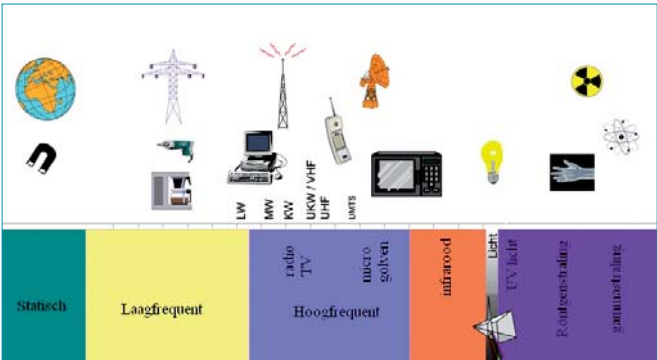 LW
MW
KW
UKW / VHF
UHF
UMTS
Statisch
Laagfrequent
radio
TV
micro
golven
Hoogfrequent
infrarood
Licht
UV licht
Röntgenstraling
gammastraling